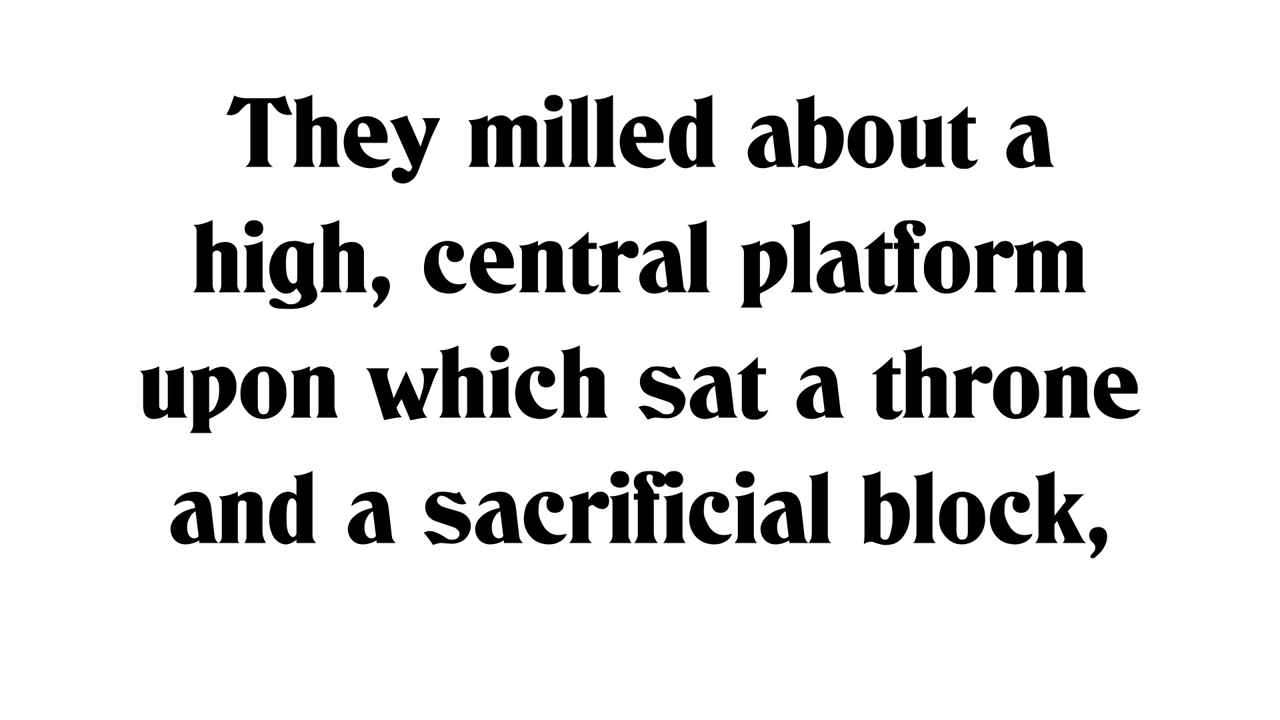 They milled about a
high, central platform
upon which sat a throne
and a sacrificial block,